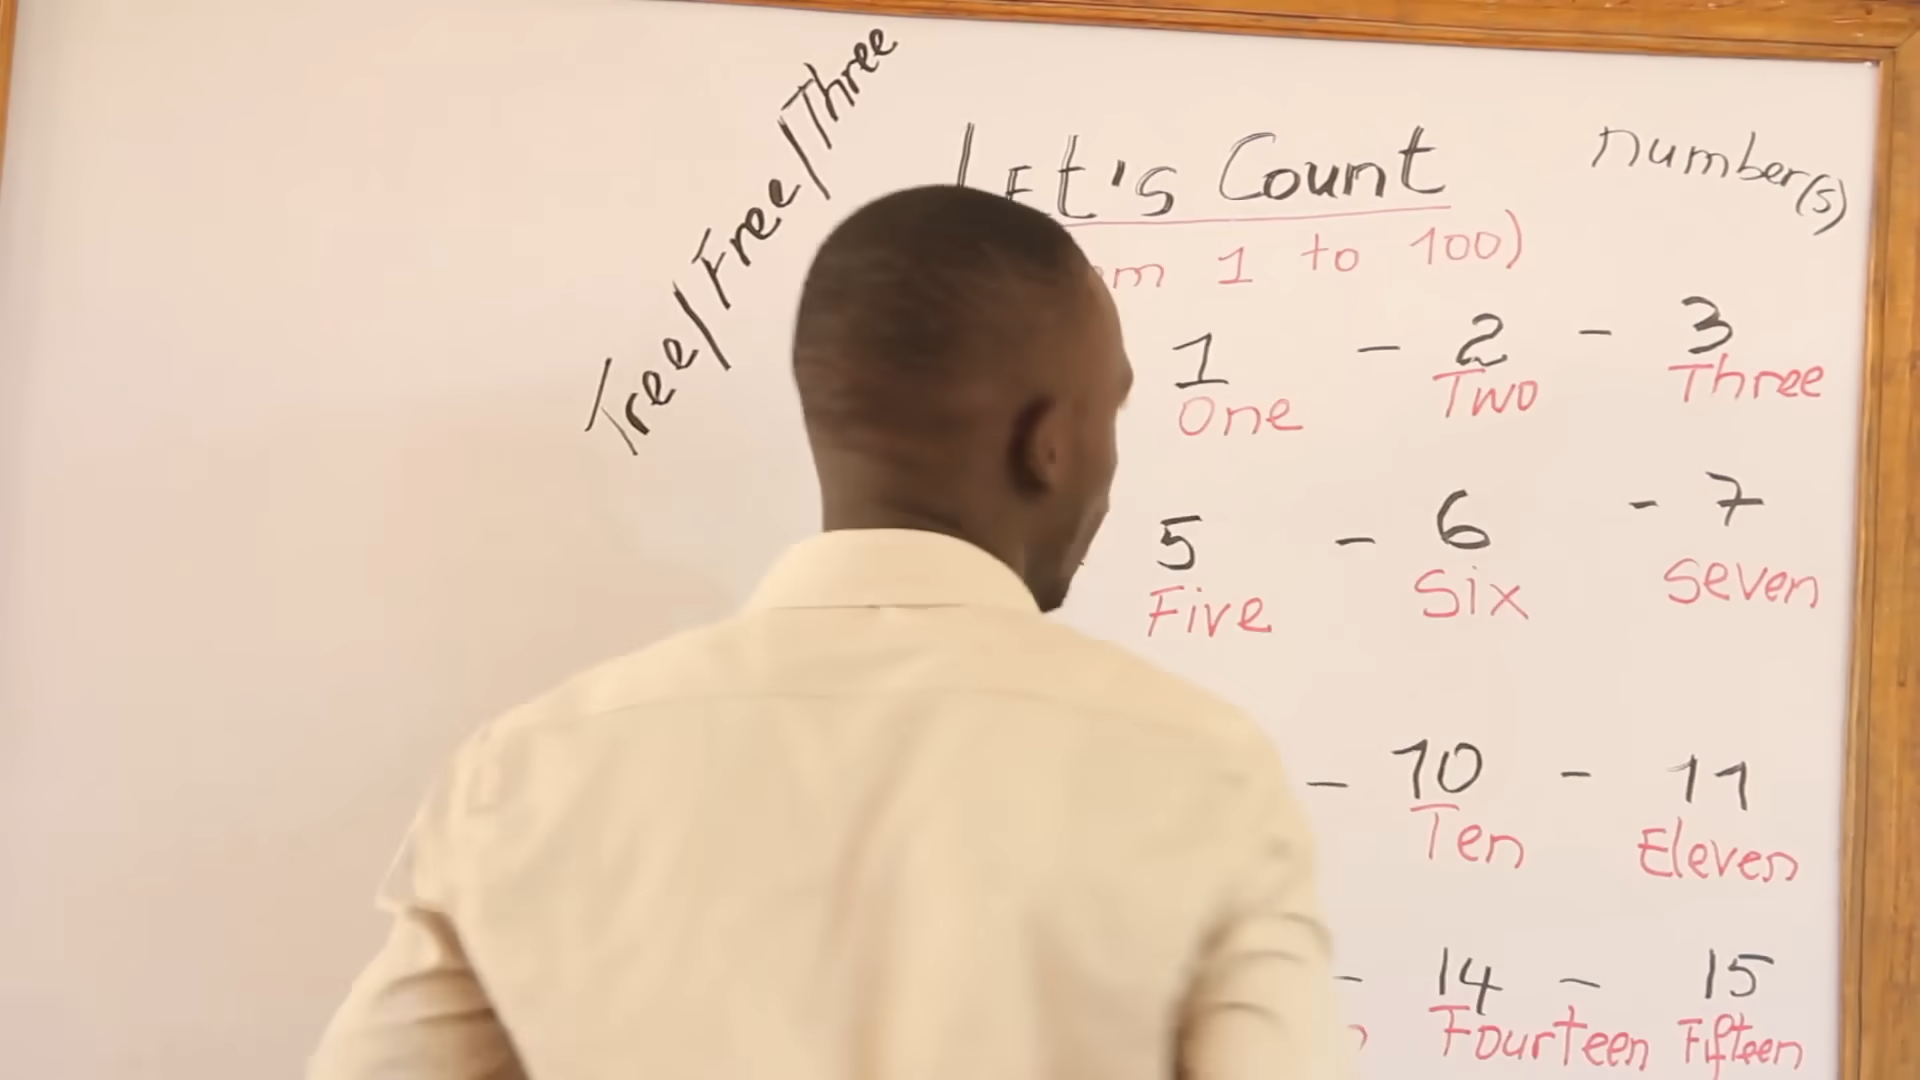 Tree/Free/Three
Let's Count
number(s)
1 to 100)
1 - 2 - 3
One Two Three
5 - 6 - 7
Five Six Seven
- 10 - 11
Ten Eleven
- 14 - 15
Fourteen Fifteen